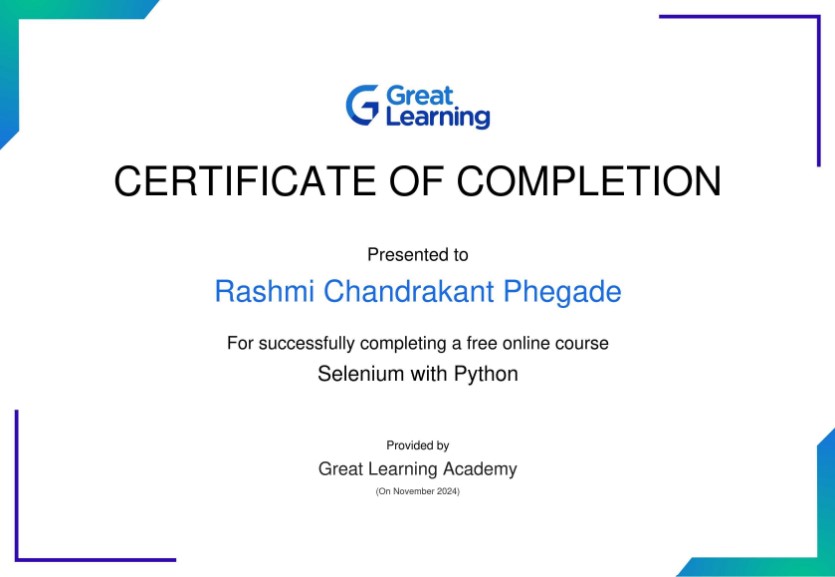 Great
Learning
CERTIFICATE OF COMPLETION
Presented to
Rashmi Chandrakant Phegade
For successfully completing a free online course
Selenium with Python
Provided by
Great Learning Academy
(On November 2024)